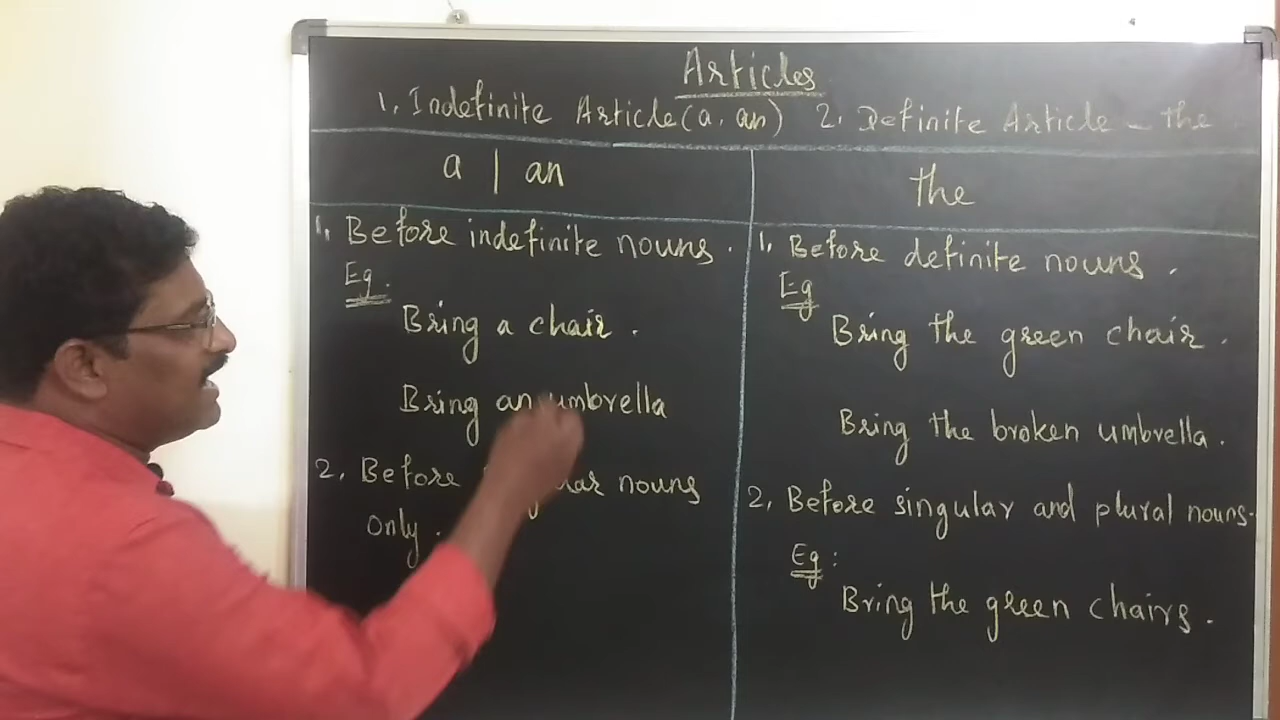 Articles
1. Indefinite Article (a, an) 2. Definite Article - the
a | an
1. Before indefinite nouns.
Eg.
Bring a chair.
Bring an umbrella
2. Before nouns
only.
the
1. Before definite nouns.
Eg
Bring the green chair.
Bring the broken umbrella.
2. Before singular and plural nouns.
Eg:
Bring the green chairs.